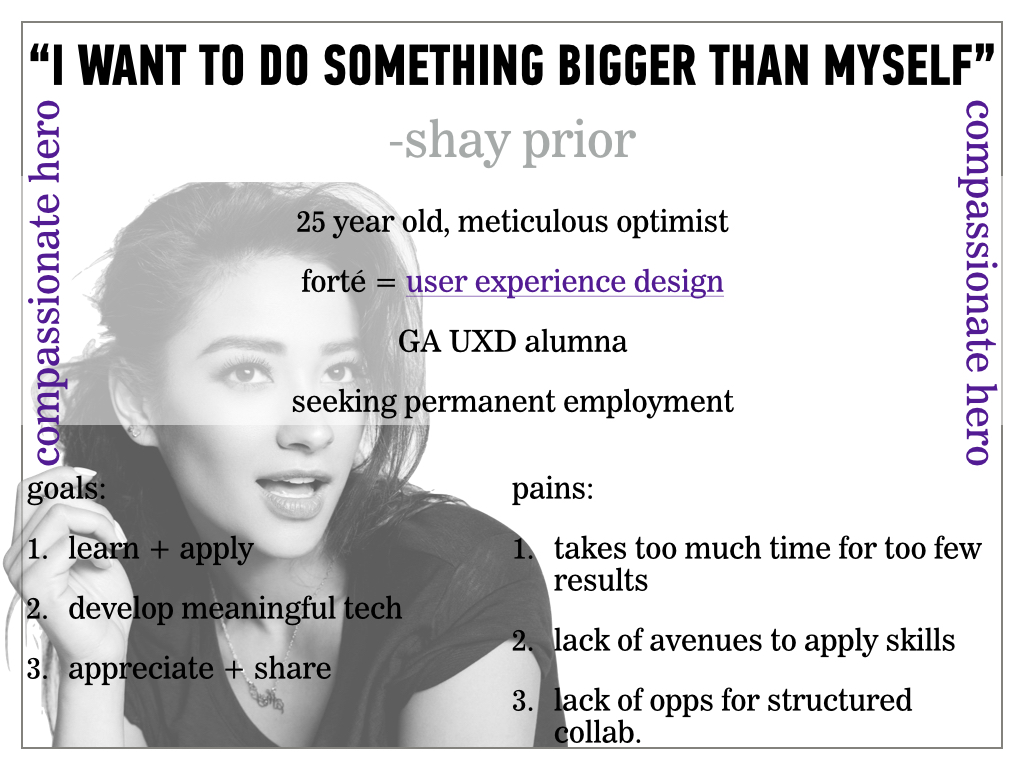 “I WANT TO DO SOMETHING BIGGER THAN MYSELF”
-shay prior
compassionate hero
compassionate hero
25 year old, meticulous optimist
forté = user experience design
GA UXD alumna
seeking permanent employment
goals:
1. learn + apply
2. develop meaningful tech
3. appreciate + share
pains:
1. takes too much time for too few
results
2. lack of avenues to apply skills
3. lack of opps for structured
collab.